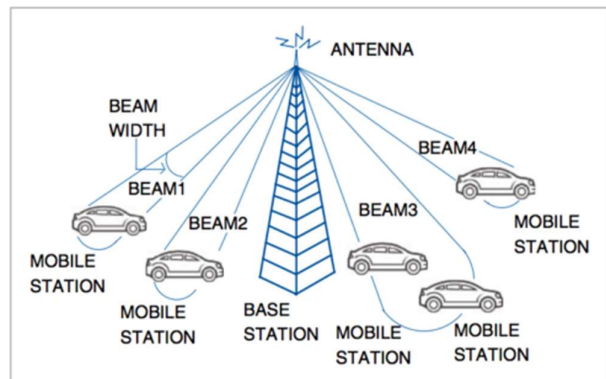 ANTENNA
BEAM
WIDTH
BEAM4
BEAM1
BEAM2
BEAM3
MOBILE
STATION
MOBILE
STATION
MOBILE
STATION
BASE
STATION
MOBILE
STATION
MOBILE
STATION